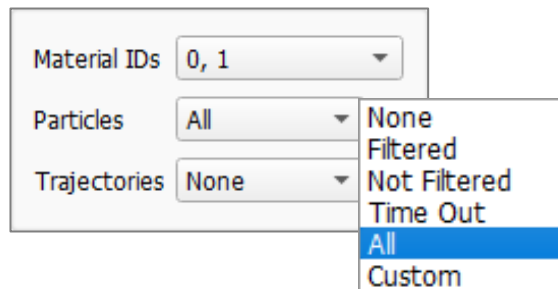 Material IDs 0, 1
Particles All
Trajectories None
None
Filtered
Not Filtered
Time Out
All
Custom